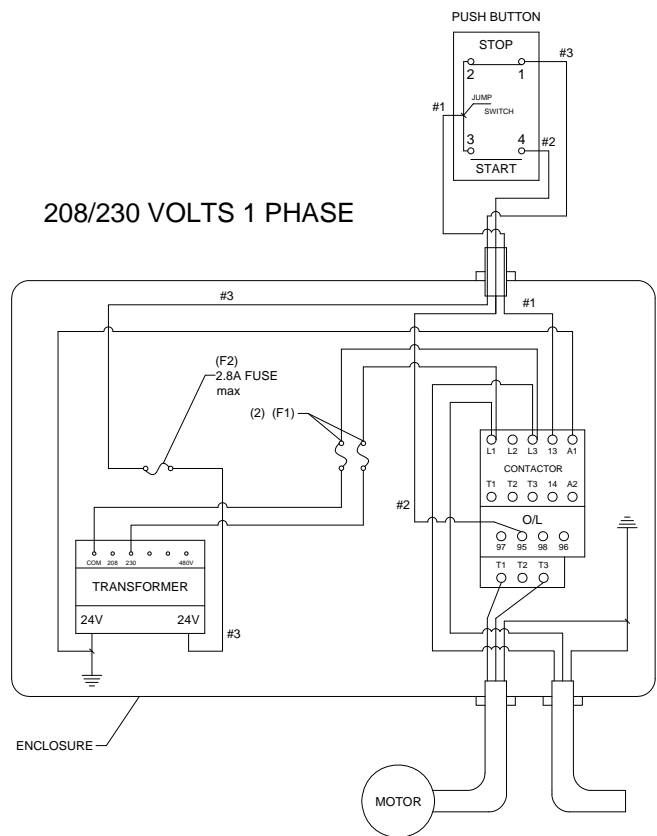 PUSH BUTTON
STOP
#3
2 1
#1
JUMP
SWITCH
3 4
#2
START
208/230 VOLTS 1 PHASE
#3
#1
(F2)
2.8A FUSE
max
(2) (F1)
L1 L2 L3 13 A1
CONTACTOR
T1 T2 T3 14 A2
#2
O/L
97 95 98 96
T1 T2 T3
COM 208 230 480V
TRANSFORMER
24V 24V
#3
ENCLOSURE
MOTOR